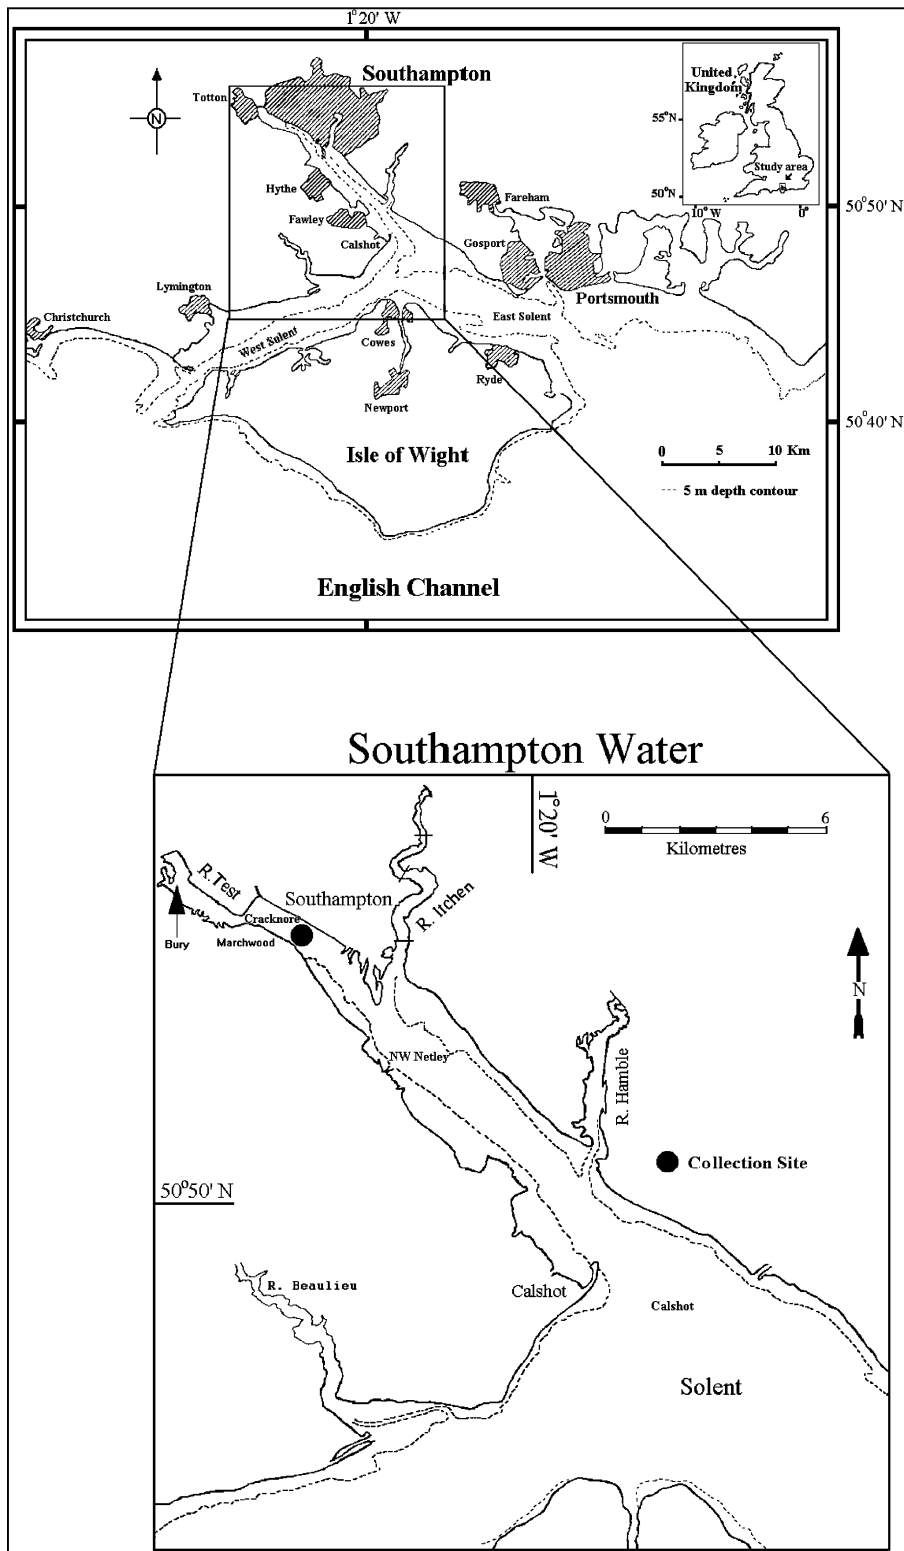 1°20' W
Southampton
United
Kingdom
Totton
55°N
N
Study area
Hythe
Fareham
50°N
10°W
0°
50°50' N
Fawley
Calshot
Gosport
Lymington
Portsmouth
Christchurch
East Solent
West Solent
Cowes
Ryde
Newport
50°40' N
Isle of Wight
0 5 10 Km
5 m depth contour
English Channel
Southampton Water
1°20' W
0 6
Kilometres
R.Test
Southampton
R. Itchen
Cracknore
Marchwood
Bury
N
NW Netley
R. Hamble
Collection Site
50°50' N
R. Beaulieu
Calshot
Calshot
Solent